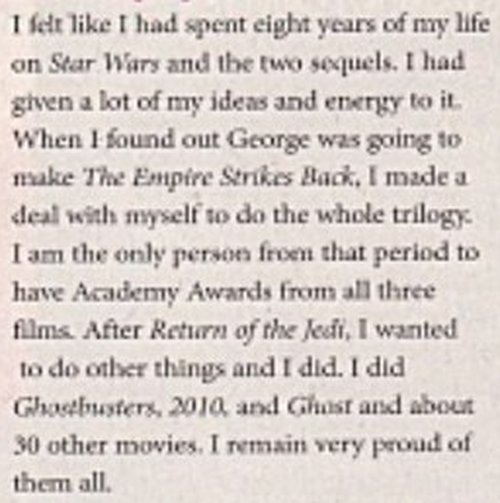 I felt like I had spent eight years of my life
on Star Wars and the two sequels. I had
given a lot of my ideas and energy to it.
When I found out George was going to
make The Empire Strikes Back, I made a
deal with myself to do the whole trilogy.
I am the only person from that period to
have Academy Awards from all three
films. After Return of the Jedi, I wanted
to do other things and I did. I did
Ghostbusters, 2010, and Ghost and about
30 other movies. I remain very proud of
them all.